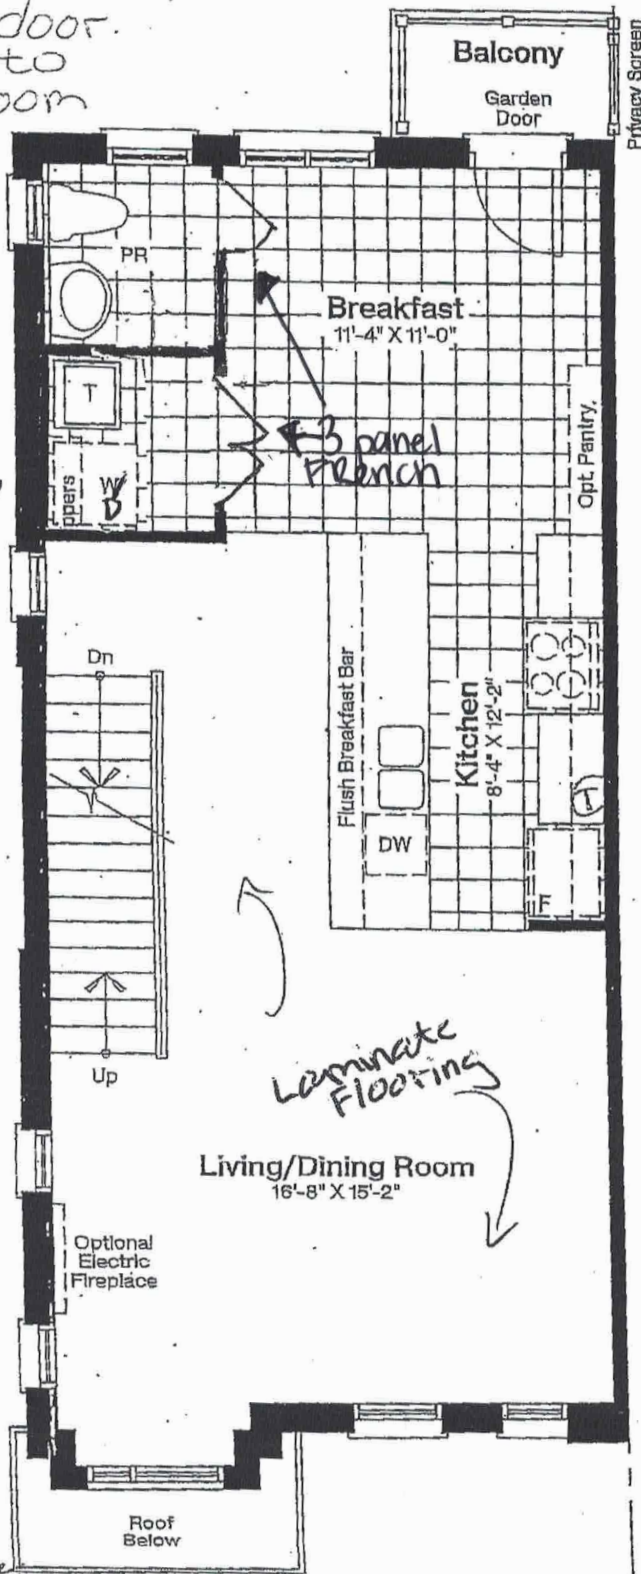 door.
to
Balcony
Garden
Door
Privacy Screen
PR
Breakfast
11'-4" X 11'-0"
T
3 panel
FRench
Opt. Pantry.
W
D
Dn
Flush Breakfast Bar
Kitchen
8'-4" X 12'-2"
DW
T
F
Up
Laminate
Flooring
Living/Dining Room
16'-8" X 15'-2"
Optional
Electric
Fireplace
Roof
Below